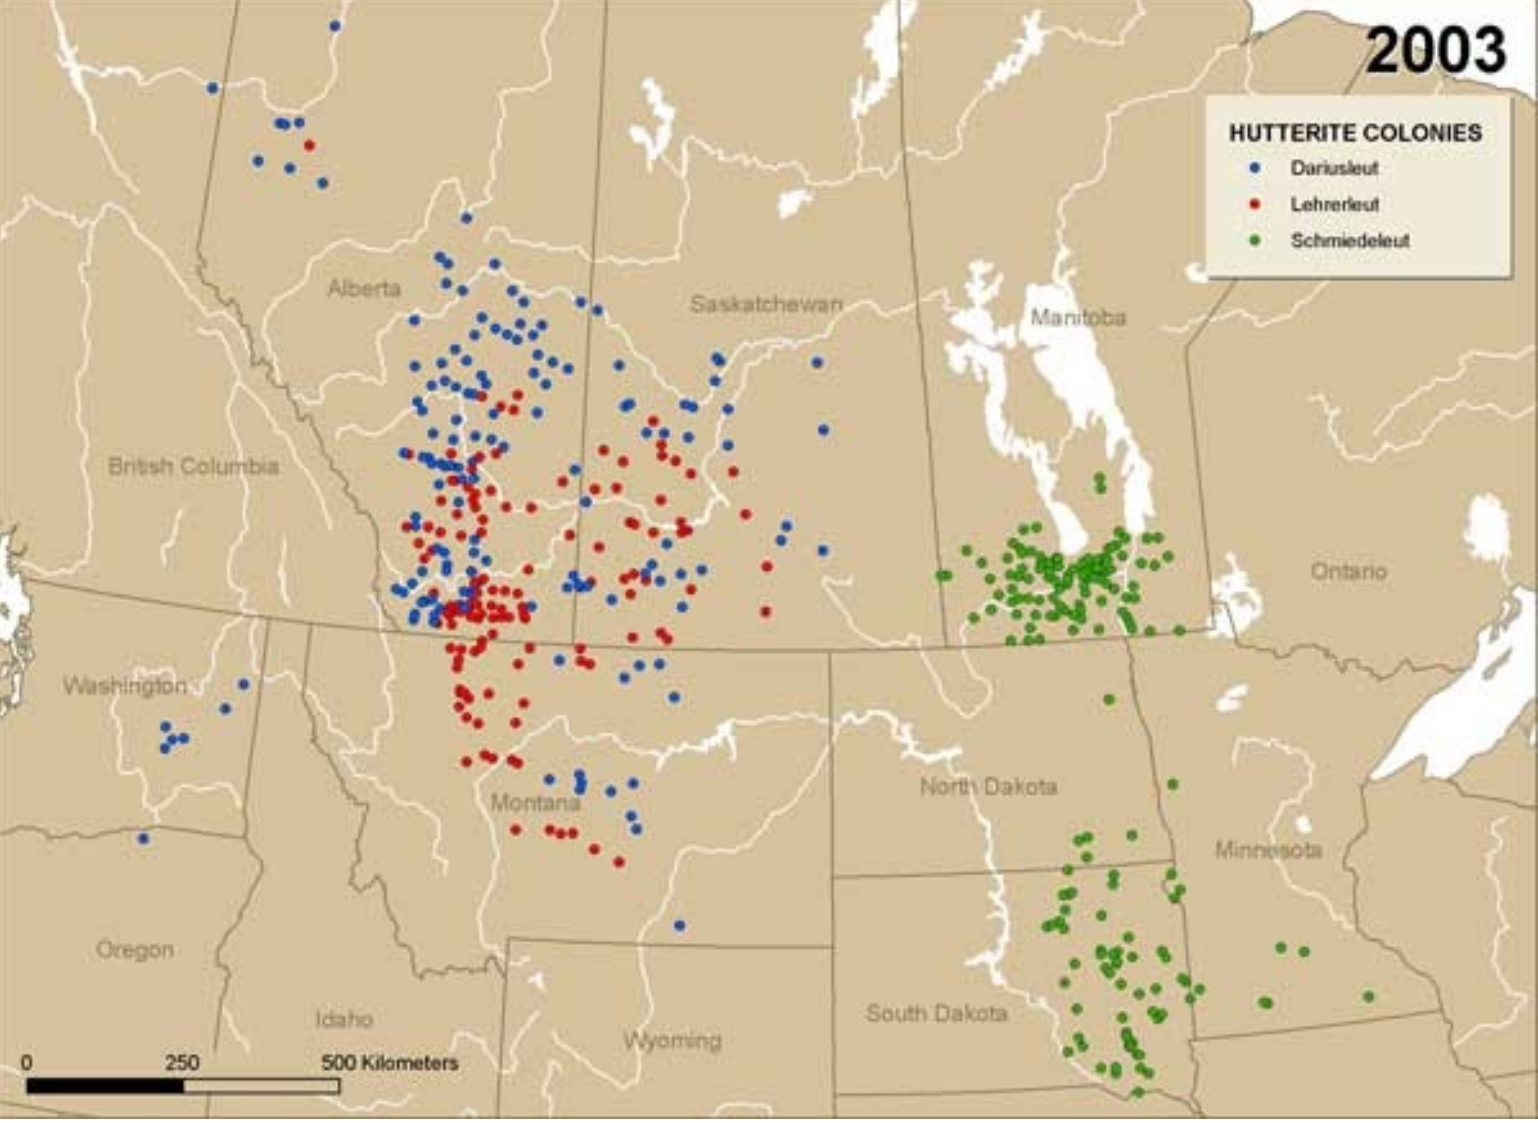 2003
HUTTERITE COLONIES
Dariusleut
Lehrerleut
Schmiedeleut
Alberta
Saskatchewan
Manitoba
British Columbia
Ontario
Washington
North Dakota
Montana
Minnesota
Oregon
South Dakota
Idaho
Wyoming
0 250 500 Kilometers